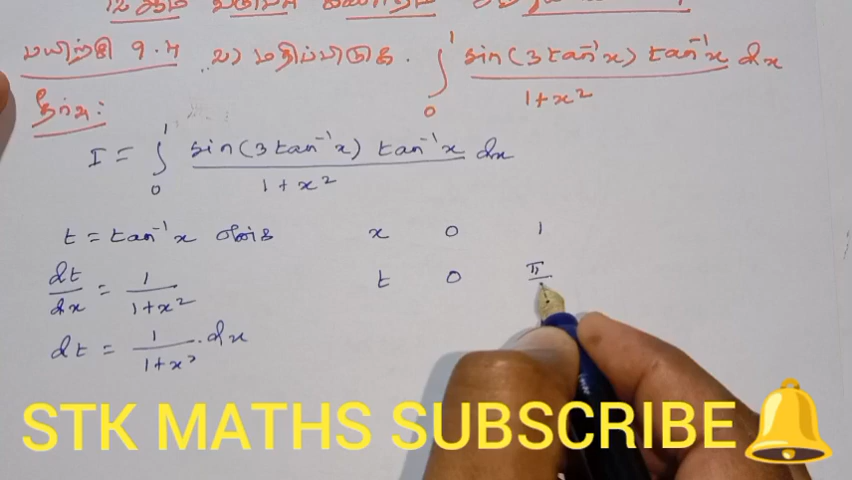 பயிற்சி 9.4 வ) மதிப்பிடுக. ∫₀¹ sin(3tan⁻¹x) tan⁻¹x / 1+x² dx
தீர்வு:
I = ∫₀¹ sin(3tan⁻¹x) tan⁻¹x / 1+x² dx
t = tan⁻¹x என்க x 0 1
dt/dx = 1/1+x² t 0 π
dt = 1/1+x² . dx
STK MATHS SUBSCRIBE